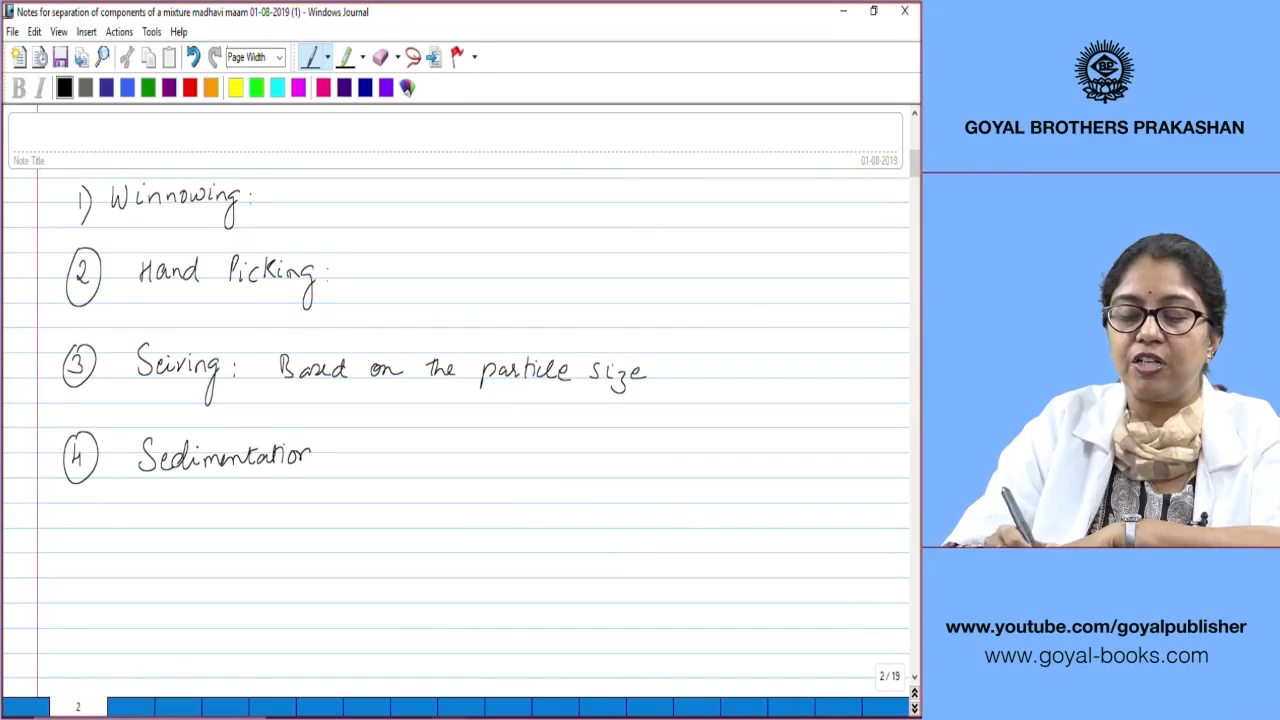 Notes for separation of components of a mixture madhavi maam 01-08-2019 (1) - Windows Journal
File Edit View Insert Actions Tools Help
Page Width
B I
Note Title
01-08-2019
1) Winnowing:
2 Hand Picking:
3 Seiving: Based on the particle size
4 Sedimentation
2 / 19
2
GOYAL BROTHERS PRAKASHAN
www.youtube.com/goyalpublisher
www.goyal-books.com